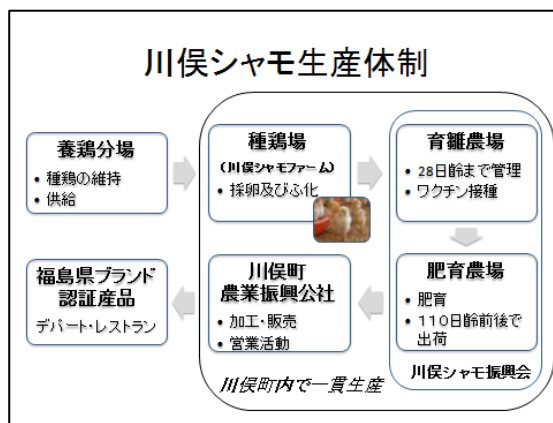 川俣シャモ生産体制
養鶏分場
• 種鶏の維持
• 供給
種鶏場
(川俣シャモファーム)
• 採卵及びふ化
育雛農場
• 28日齢まで管理
• ワクチン接種
肥育農場
• 肥育
• 110日齢前後で
出荷
川俣シャモ振興会
川俣町
農業振興公社
• 加工・販売
• 営業活動
福島県ブランド
認証産品
デパート・レストラン
川俣町内で一貫生産